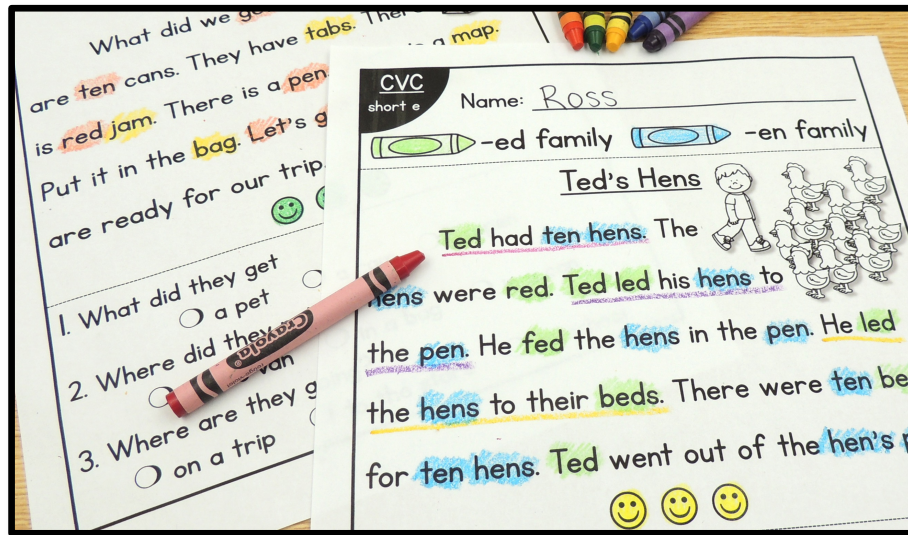 What did we
are ten cans. They have tabs.
is red jam. There is a pen. a map.
Put it in the bag. Let's
are ready for our trip
1. What did they get
a pet
2. Where did they
van
3. Where are they
on a trip
Crayola
CVC
short e
Name: Ross
-ed family -en family
Ted's Hens
Ted had ten hens. The
hens were red. Ted led his hens to
the pen. He fed the hens in the pen. He led
the hens to their beds. There were ten
for ten hens. Ted went out of the hen's